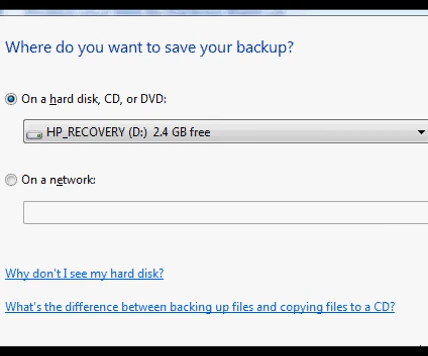 Where do you want to save your backup?
On a hard disk, CD, or DVD:
HP_RECOVERY (D:) 2.4 GB free
On a network:
Why don't I see my hard disk?
What's the difference between backing up files and copying files to a CD?